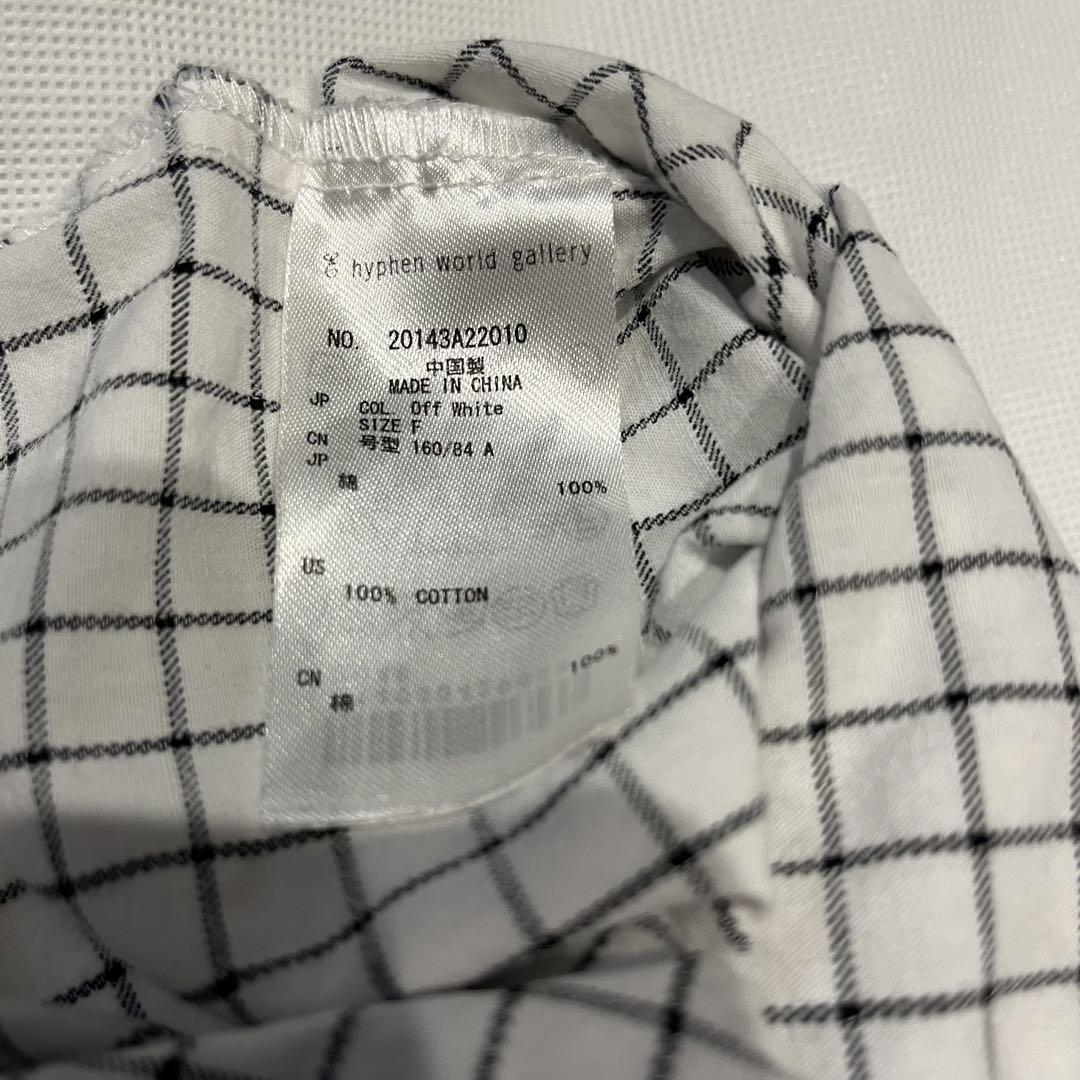 hyphen world gallery
NO. 20143A22010
中国製
MADE IN CHINA
JP COL. Off White
SIZE F
CN 号型 160/84 A
JP
綿 100%
US
100% COTTON
CN
棉 100%